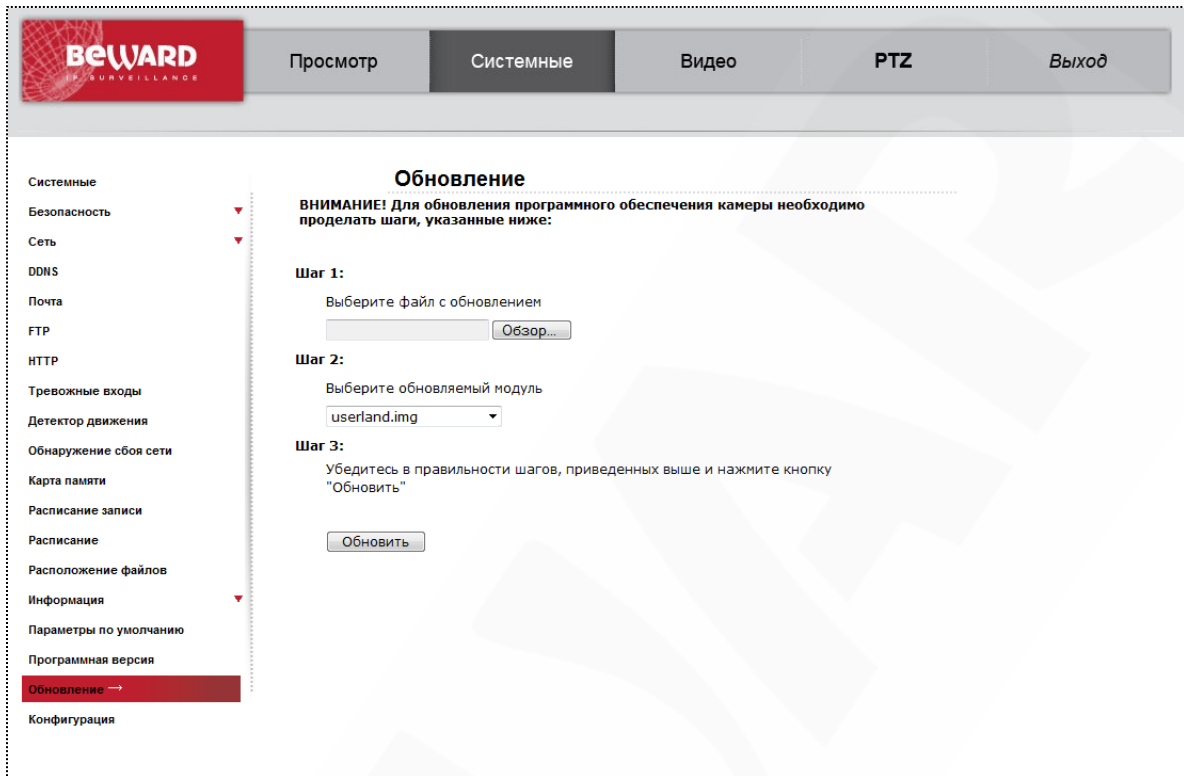 BEWARD
IP SURVEILLANCE
Просмотр
Системные
Видео
PTZ
Выход
Системные
Безопасность
Сеть
DDNS
Почта
FTP
HTTP
Тревожные входы
Детектор движения
Обнаружение сбоя сети
Карта памяти
Расписание записи
Расписание
Расположение файлов
Информация
Параметры по умолчанию
Программная версия
Обновление →
Конфигурация
Обновление
ВНИМАНИЕ! Для обновления программного обеспечения камеры необходимо
проделать шаги, указанные ниже:
Шаг 1:
Выберите файл с обновлением
Обзор...
Шаг 2:
Выберите обновляемый модуль
userland.img
Шаг 3:
Убедитесь в правильности шагов, приведенных выше и нажмите кнопку
"Обновить"
Обновить